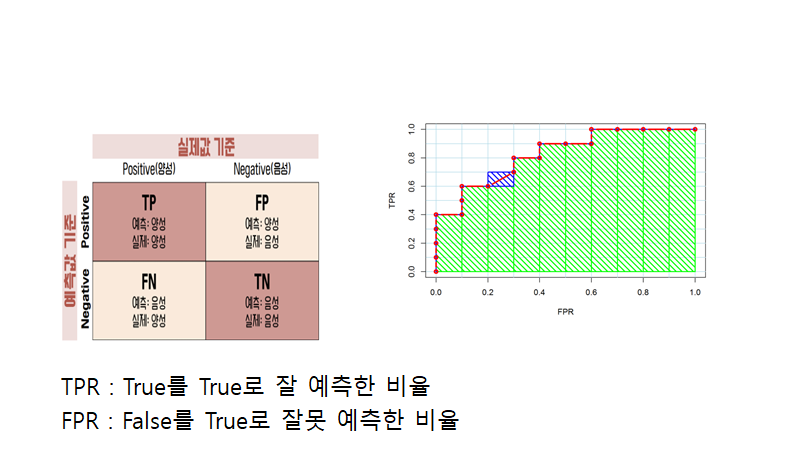 실제값 기준
Positive(양성) Negative(음성)
예측값 기준
Positive
Negative
TP
예측: 양성
실제: 양성
FP
예측: 양성
실제: 음성
FN
예측: 음성
실제: 양성
TN
예측: 음성
실제: 음성
TPR
1.0
0.8
0.6
0.4
0.2
0.0
0.0 0.2 0.4 0.6 0.8 1.0
FPR
TPR : True를 True로 잘 예측한 비율
FPR : False를 True로 잘못 예측한 비율